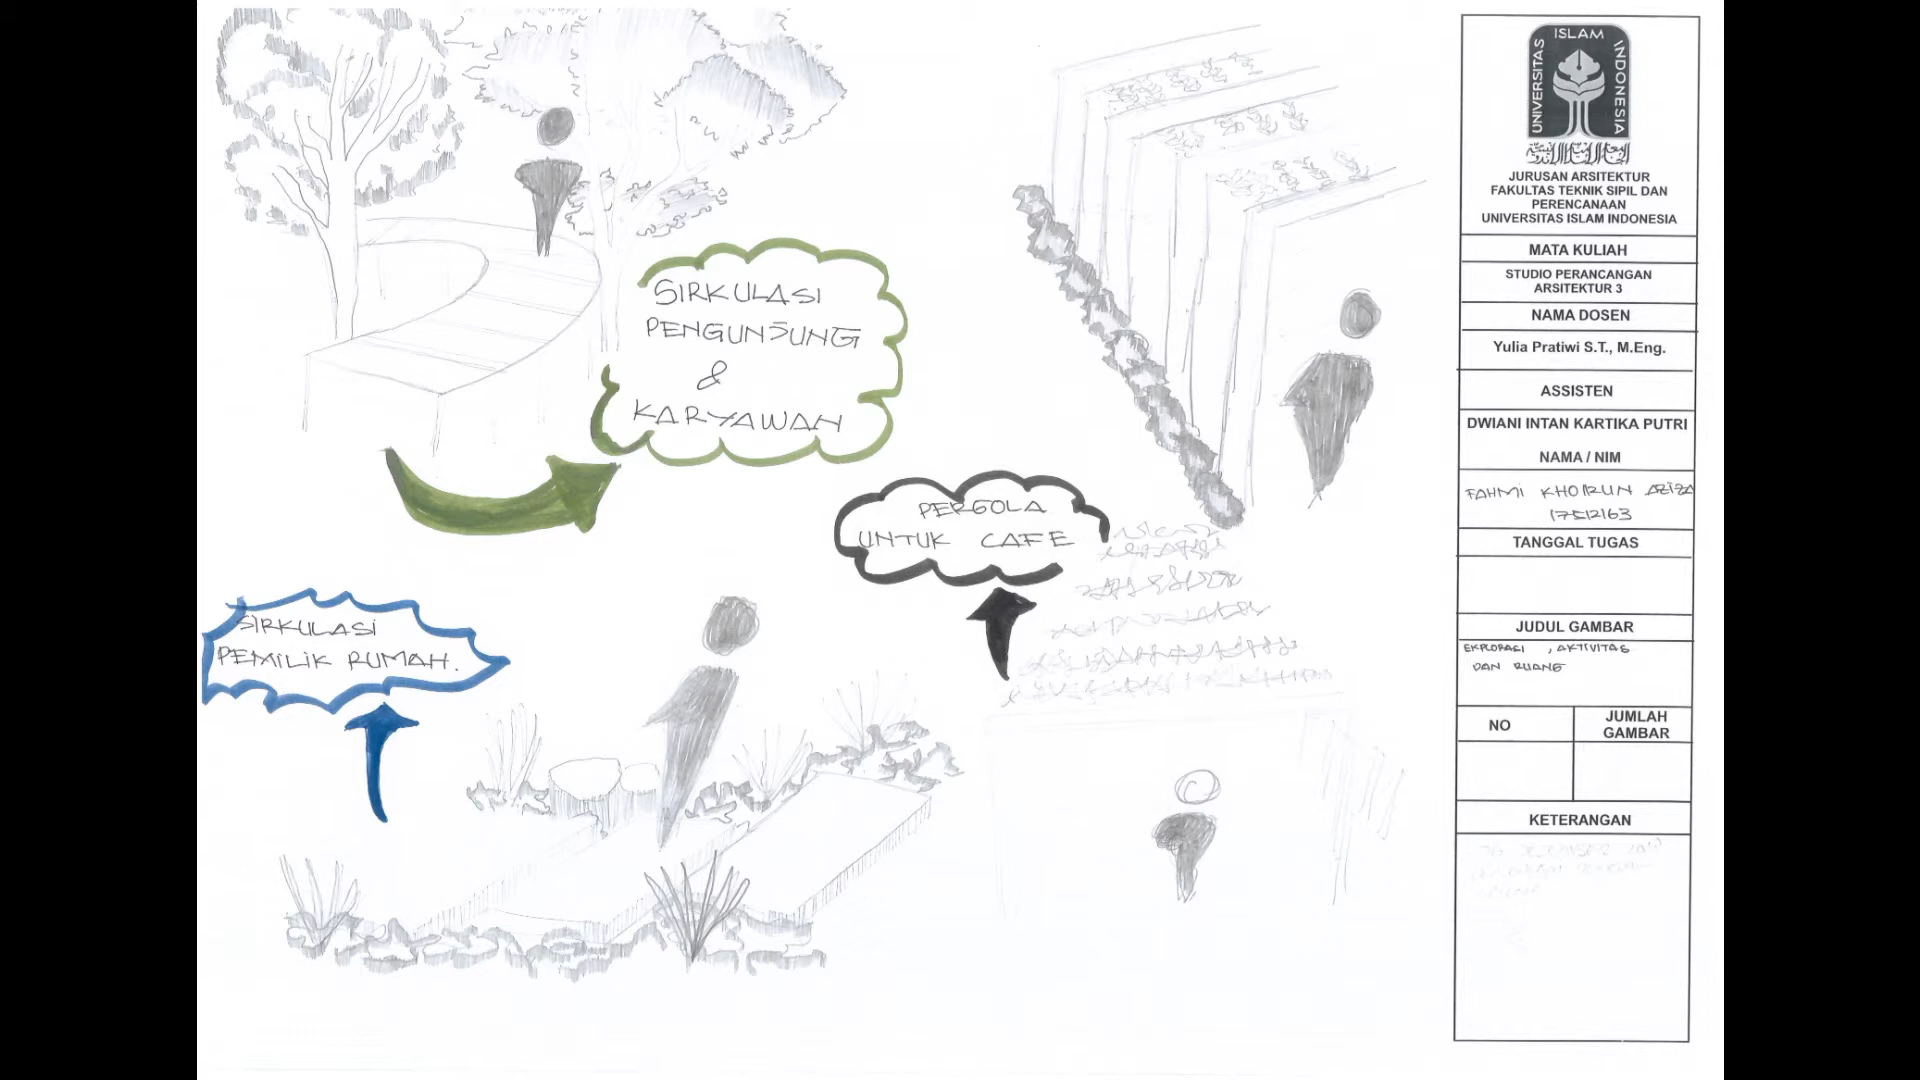 SIRKULASI
PENGUNJUNG
&
KARYAWAN
PERGOLA
UNTUK CAFE
SIRKULASI
PEMILIK RUMAH.
UNIVERSITAS ISLAM INDONESIA
JURUSAN ARSITEKTUR
FAKULTAS TEKNIK SIPIL DAN
PERENCANAAN
UNIVERSITAS ISLAM INDONESIA
MATA KULIAH
STUDIO PERANCANGAN
ARSITEKTUR 3
NAMA DOSEN
Yulia Pratiwi S.T., M.Eng.
ASSISTEN
DWIANI INTAN KARTIKA PUTRI
NAMA / NIM
FAHMI KHOIRUN AZIZA
17512163
TANGGAL TUGAS
JUDUL GAMBAR
EKPLORASI , AKTIVITAS
DAN RUANG
NO
JUMLAH
GAMBAR
KETERANGAN